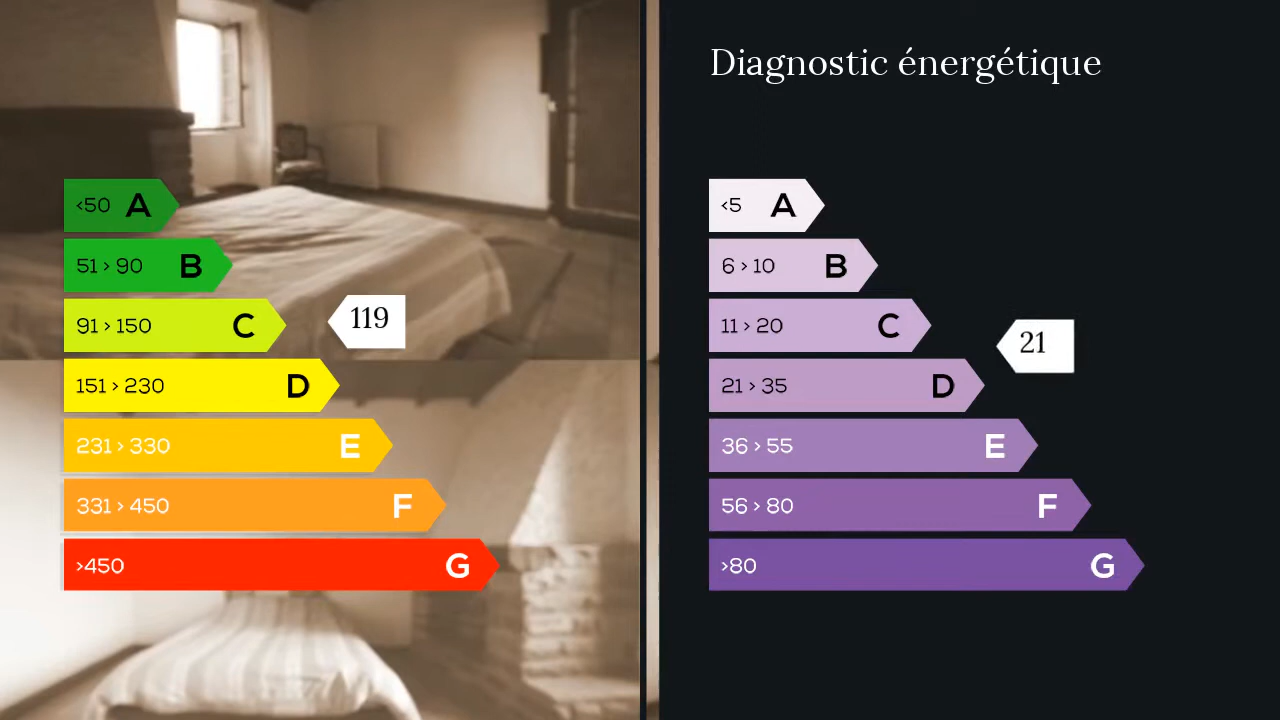 Diagnostic énergétique
<50 A
51 > 90 B
91 > 150 C
119
151 > 230 D
231 > 330 E
331 > 450 F
>450 G
<5 A
6 > 10 B
11 > 20 C
21
21 > 35 D
36 > 55 E
56 > 80 F
>80 G